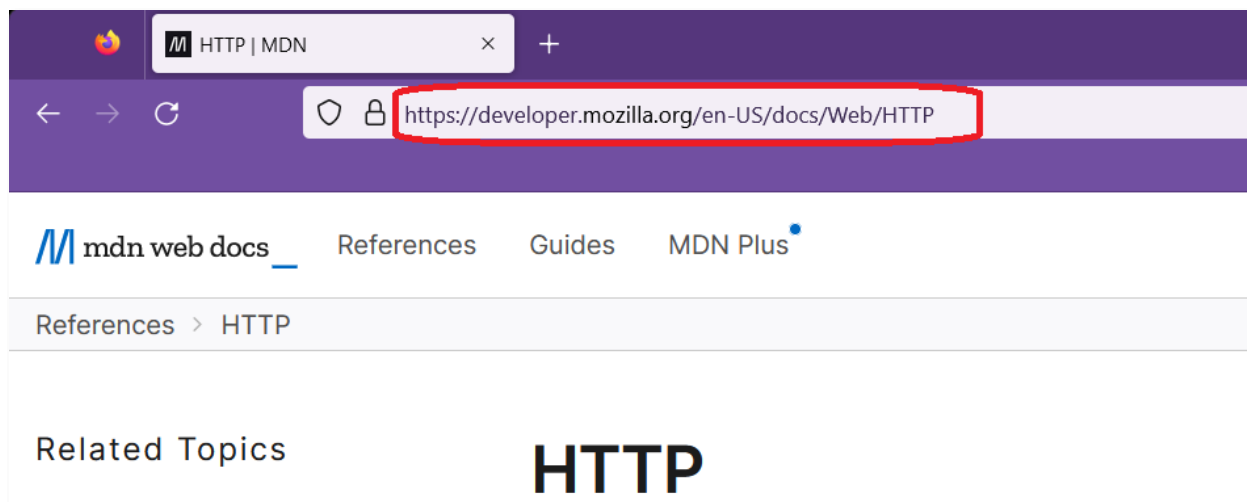 HTTP | MDN
https://developer.mozilla.org/en-US/docs/Web/HTTP
mdn web docs_ References Guides MDN Plus
References > HTTP
Related Topics
HTTP